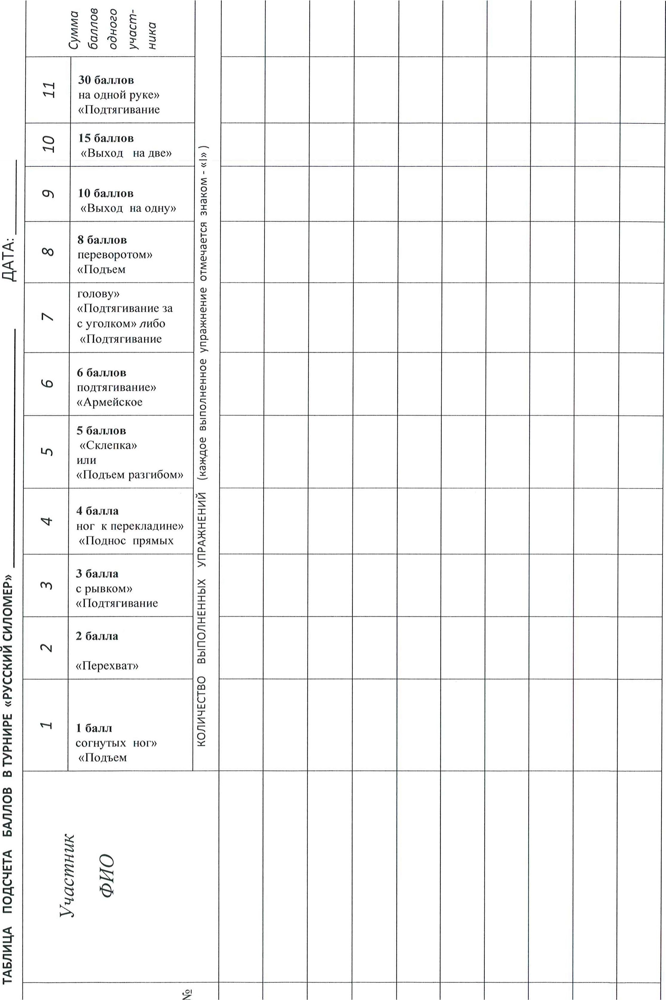 ТАБЛИЦА ПОДСЧЕТА БАЛЛОВ В ТУРНИРЕ «РУССКИЙ СИЛОМЕР» ДАТА:
№
Участник
ФИО
1
2
3
4
5
6
7
8
9
10
11
Сумма
баллов
одного
участ-
ника
«Подъем
согнутых ног»
1 балл
«Перехват»
2 балла
«Подтягивание
с рывком»
3 балла
«Поднос прямых
ног к перекладине»
4 балла
«Подъем разгибом»
или
«Склепка»
5 баллов
«Армейское
подтягивание»
6 баллов
«Подтягивание
с уголком» либо
«Подтягивание за
голову»
«Подъем
переворотом»
8 баллов
«Выход на одну»
10 баллов
«Выход на две»
15 баллов
«Подтягивание
на одной руке»
30 баллов
КОЛИЧЕСТВО ВЫПОЛНЕННЫХ УПРАЖНЕНИЙ (каждое выполненное упражнение отмечается знаком - «I» )